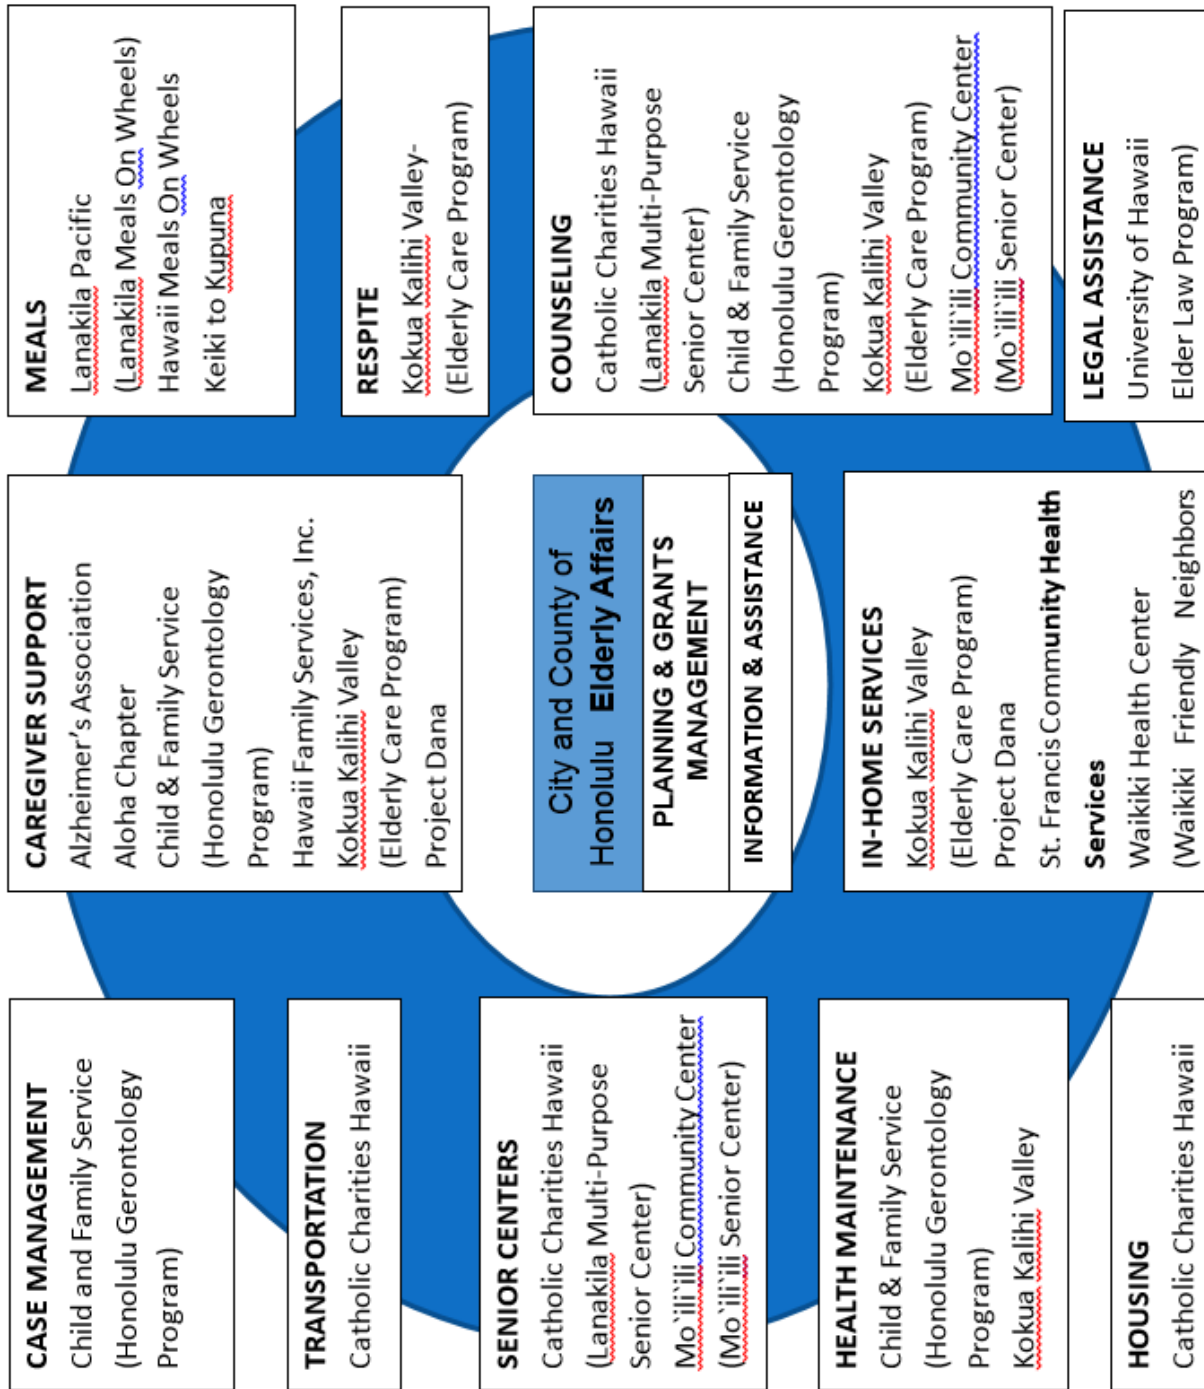 CASE MANAGEMENT
Child and Family Service
(Honolulu Gerontology
Program)
TRANSPORTATION
Catholic Charities Hawaii
SENIOR CENTERS
Catholic Charities Hawaii
(Lanakila Multi-Purpose
Senior Center)
Mo`ili`ili Community Center
(Mo`ili`ili Senior Center)
HEALTH MAINTENANCE
Child & Family Service
(Honolulu Gerontology
Program)
Kokua Kalihi Valley
HOUSING
Catholic Charities Hawaii
CAREGIVER SUPPORT
Alzheimer's Association
Aloha Chapter
Child & Family Service
(Honolulu Gerontology
Program)
Hawaii Family Services, Inc.
Kokua Kalihi Valley
(Elderly Care Program)
Project Dana
City and County of
Honolulu Elderly Affairs
PLANNING & GRANTS
MANAGEMENT
INFORMATION & ASSISTANCE
IN-HOME SERVICES
Kokua Kalihi Valley
(Elderly Care Program)
Project Dana
St. Francis Community Health
Services
Waikiki Health Center
(Waikiki Friendly Neighbors
MEALS
Lanakila Pacific
(Lanakila Meals On Wheels)
Hawaii Meals On Wheels
Keiki to Kupuna
RESPITE
Kokua Kalihi Valley-
(Elderly Care Program)
COUNSELING
Catholic Charities Hawaii
(Lanakila Multi-Purpose
Senior Center)
Child & Family Service
(Honolulu Gerontology
Program)
Kokua Kalihi Valley
(Elderly Care Program)
Mo`ili`ili Community Center
(Mo`ili`ili Senior Center)
LEGAL ASSISTANCE
University of Hawaii
Elder Law Program)